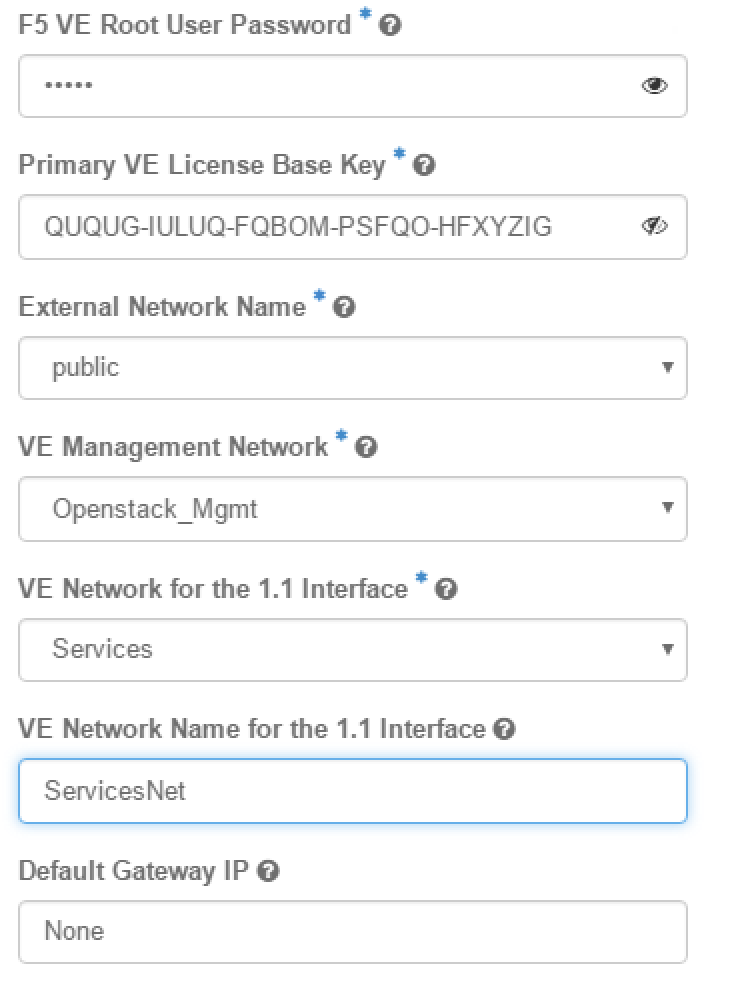 F5 VE Root User Password * ?
•••••
Primary VE License Base Key * ?
QUQUG-IULUQ-FQBOM-PSFQO-HFXYZIG
External Network Name * ?
public
VE Management Network * ?
Openstack_Mgmt
VE Network for the 1.1 Interface * ?
Services
VE Network Name for the 1.1 Interface ?
ServicesNet
Default Gateway IP ?
None